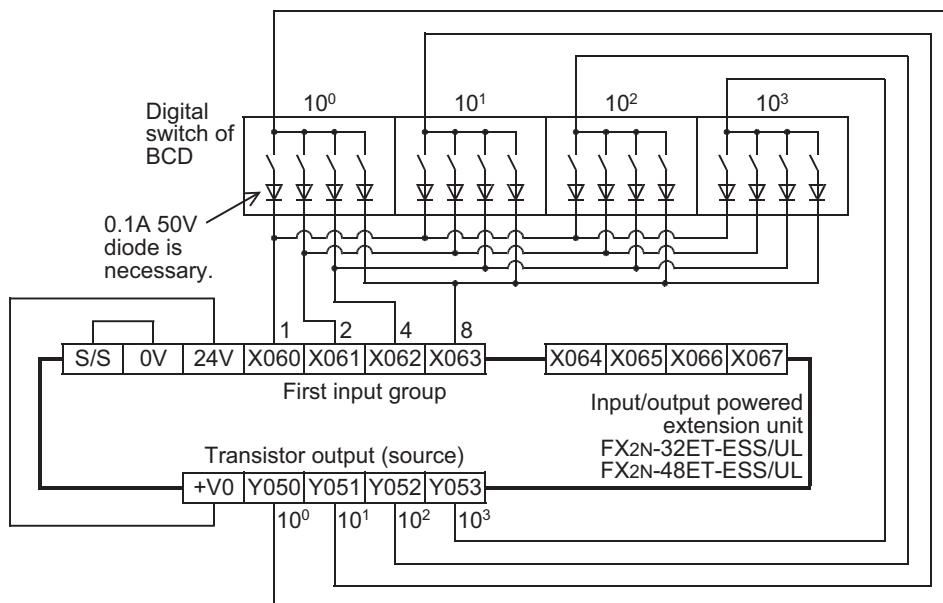 10⁰ 10¹ 10² 10³
Digital
switch of
BCD
0.1A 50V
diode is
necessary.
1 2 4 8
S/S 0V 24V X060 X061 X062 X063 X064 X065 X066 X067
First input group
Input/output powered
extension unit
FX2N-32ET-ESS/UL
FX2N-48ET-ESS/UL
Transistor output (source)
+V0 Y050 Y051 Y052 Y053
10⁰ 10¹ 10² 10³